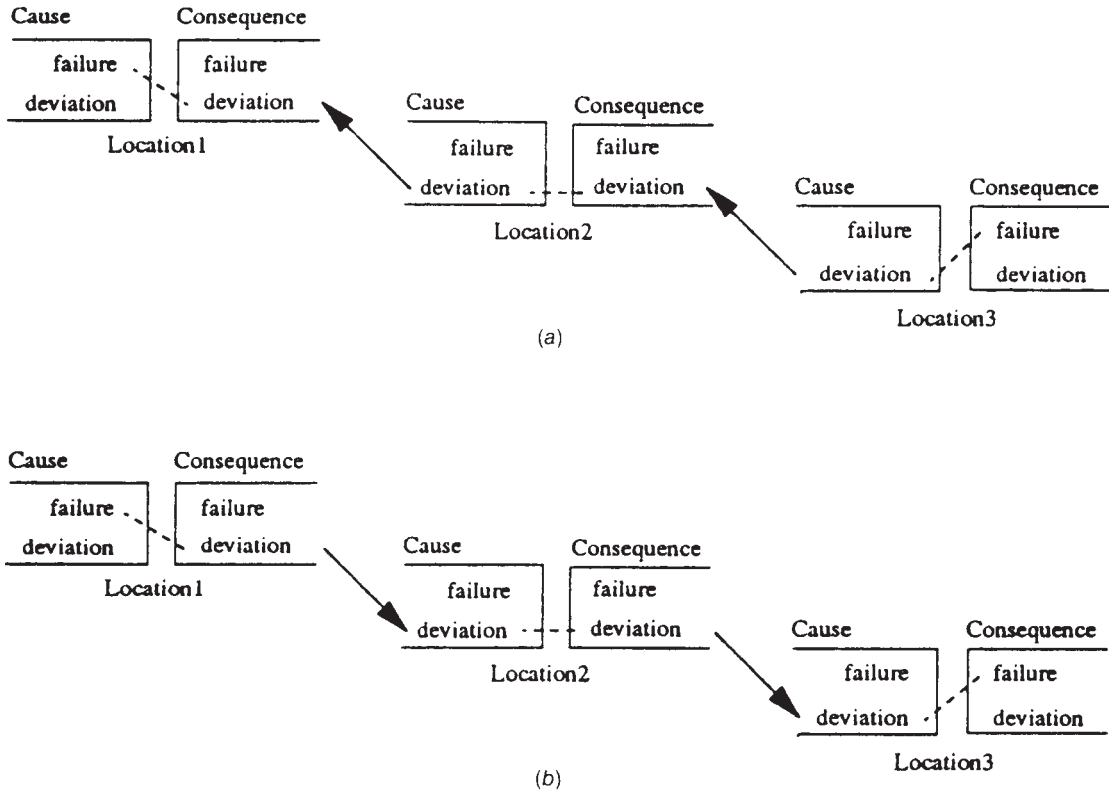 Cause Consequence
failure failure
deviation deviation
Location1
Cause Consequence
failure failure
deviation deviation
Location2
Cause Consequence
failure failure
deviation deviation
Location3
(a)
Cause Consequence
failure failure
deviation deviation
Location1
Cause Consequence
failure failure
deviation deviation
Location2
Cause Consequence
failure failure
deviation deviation
Location3
(b)